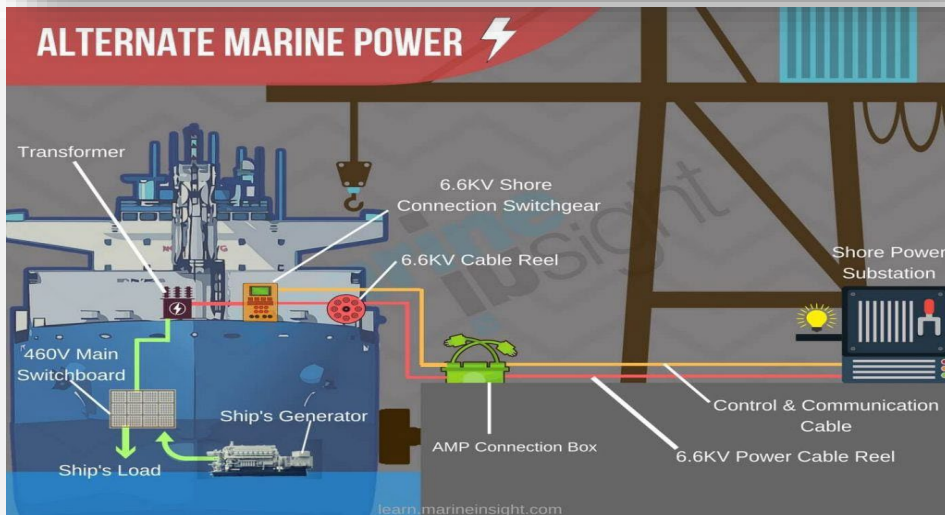 ALTERNATE MARINE POWER
Transformer
6.6KV Shore
Connection Switchgear
6.6KV Cable Reel
Shore Power
Substation
460V Main
Switchboard
Ship's Generator
Ship's Load
AMP Connection Box
Control & Communication
Cable
6.6KV Power Cable Reel
learn.marineinsight.com